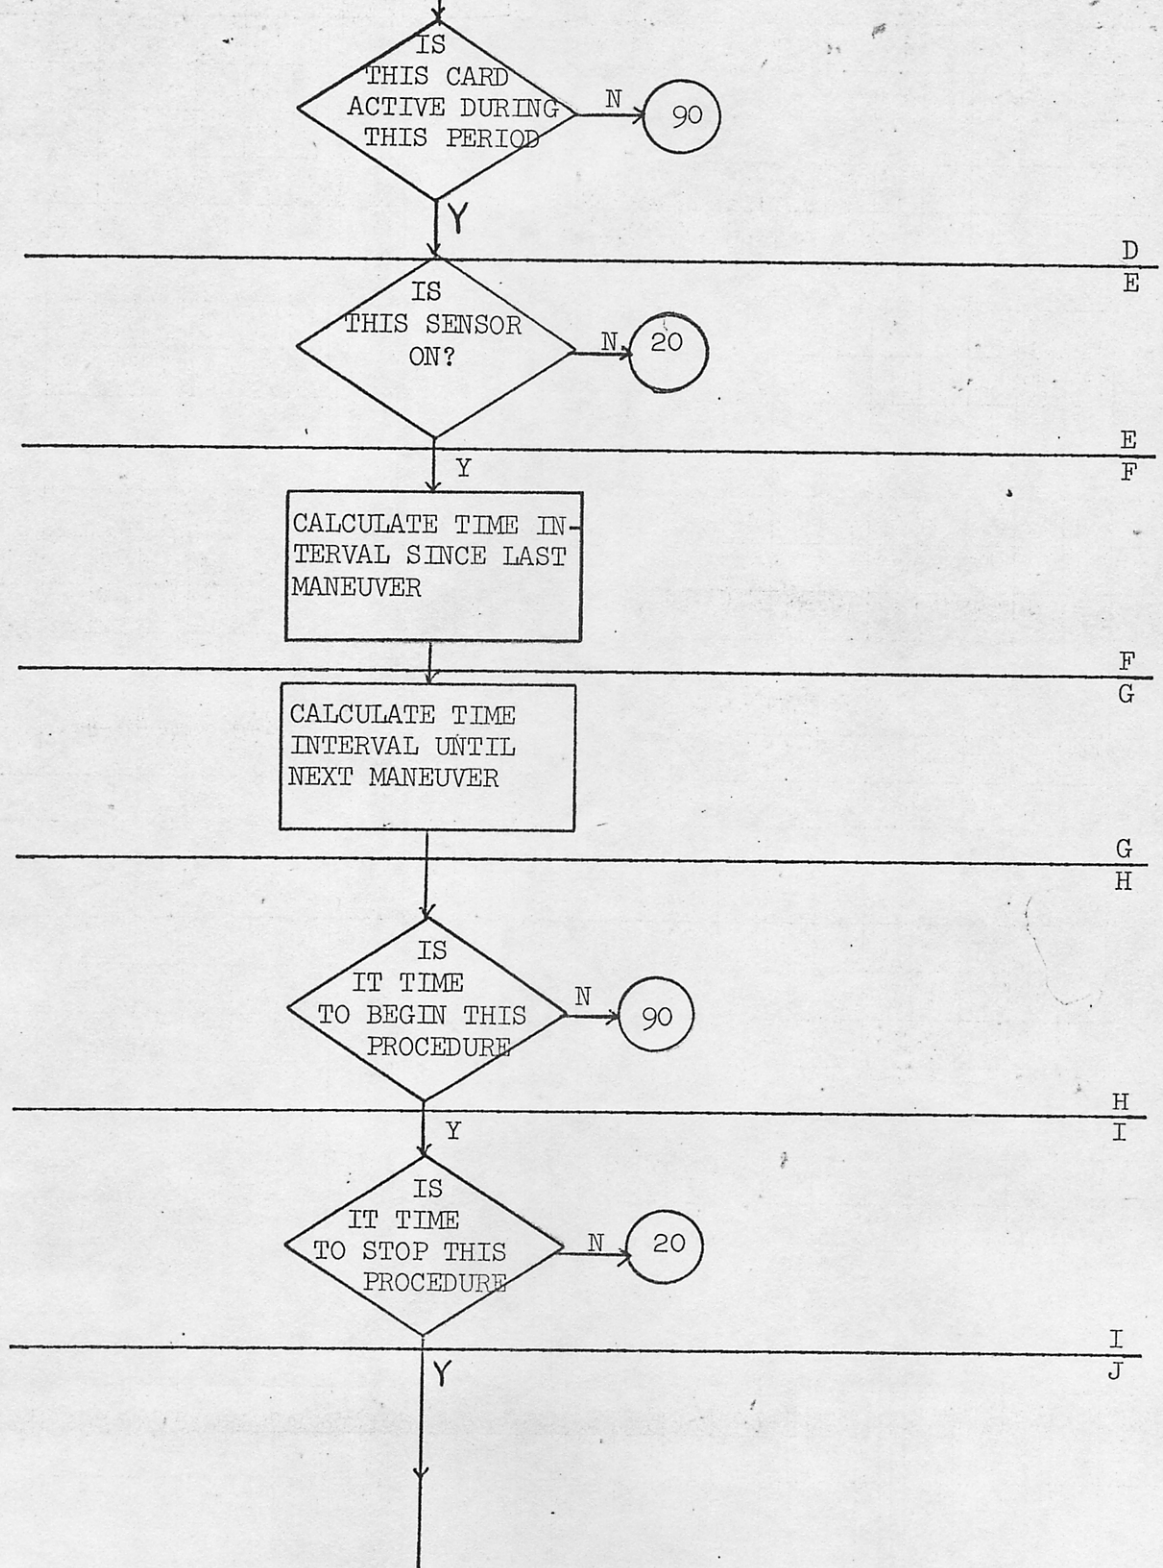 IS
THIS CARD
ACTIVE DURING
THIS PERIOD
N
90
Y
D
E
IS
THIS SENSOR
ON?
N
20
E
F
Y
CALCULATE TIME IN-
TERVAL SINCE LAST
MANEUVER
F
G
CALCULATE TIME
INTERVAL UNTIL
NEXT MANEUVER
G
H
IS
IT TIME
TO BEGIN THIS
PROCEDURE
N
90
H
I
Y
IS
IT TIME
TO STOP THIS
PROCEDURE
N
20
I
J
Y